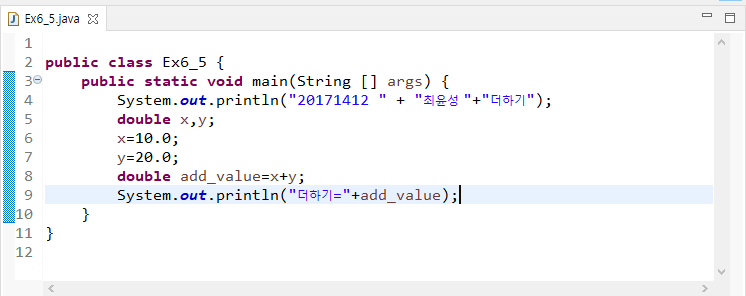 Ex6_5.java
1
2 public class Ex6_5 {
3 public static void main(String [] args) {
4 System.out.println("20171412 " + "최윤성 "+"더하기");
5 double x,y;
6 x=10.0;
7 y=20.0;
8 double add_value=x+y;
9 System.out.println("더하기="+add_value);
10 }
11 }
12